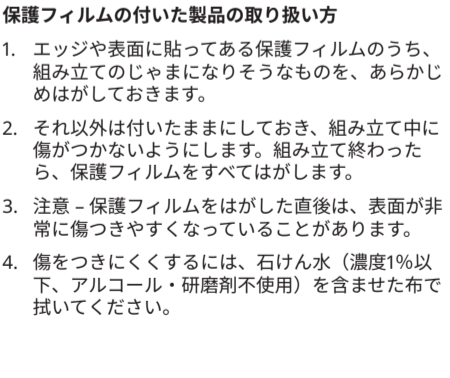 保護フィルムの付いた製品の取り扱い方
1. エッジや表面に貼ってある保護フィルムのうち、
組み立てのじゃまになりそうなものを、あらかじ
めはがしておきます。
2. それ以外は付いたままにしておき、組み立て中に
傷がつかないようにします。組み立て終わった
ら、保護フィルムをすべてはがします。
3. 注意 – 保護フィルムをはがした直後は、表面が非
常に傷つきやすくなっていることがあります。
4. 傷をつきにくくするには、石けん水（濃度1%以
下、アルコール・研磨剤不使用）を含ませた布で
拭いてください。